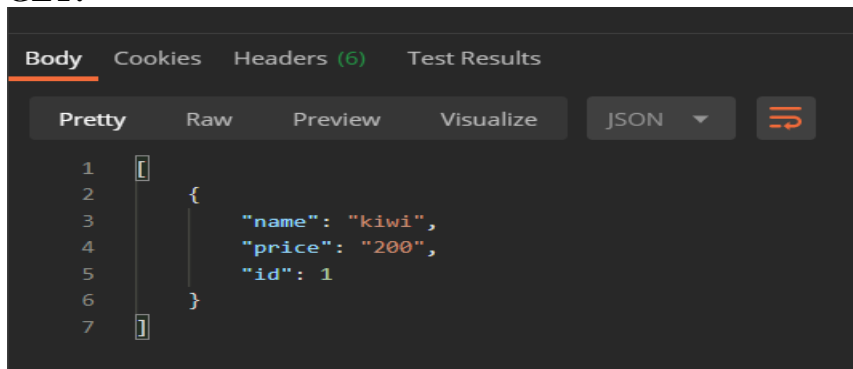 Body Cookies Headers (6) Test Results
Pretty Raw Preview Visualize JSON
1 [
2 {
3 "name": "kiwi",
4 "price": "200",
5 "id": 1
6 }
7 ]